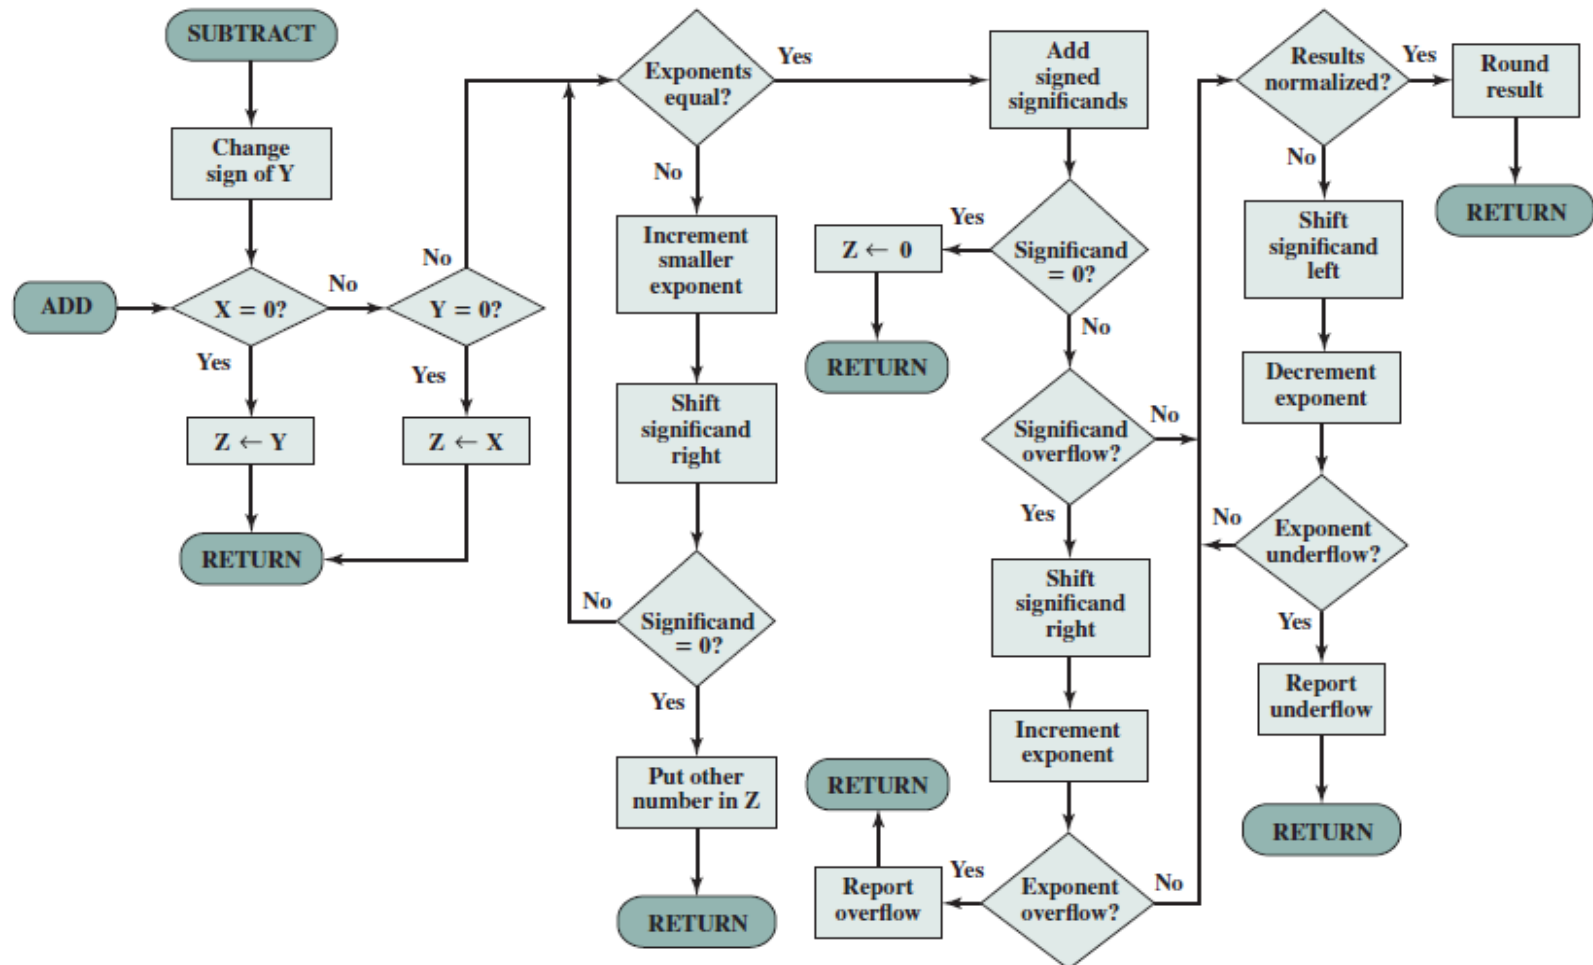 SUBTRACT
Change
sign of Y
ADD
X = 0?
No
Yes
Z ← Y
RETURN
Y = 0?
No
Yes
Z ← X
Exponents
equal?
Yes
No
Increment
smaller
exponent
Shift
significand
right
Significand
= 0?
No
Yes
Put other
number in Z
RETURN
Add
signed
significands
Significand
= 0?
Yes
Z ← 0
RETURN
No
Significand
overflow?
No
Yes
Shift
significand
right
Increment
exponent
Exponent
overflow?
Yes
Report
overflow
RETURN
No
Results
normalized?
Yes
Round
result
RETURN
No
Shift
significand
left
Decrement
exponent
Exponent
underflow?
No
Yes
Report
underflow
RETURN